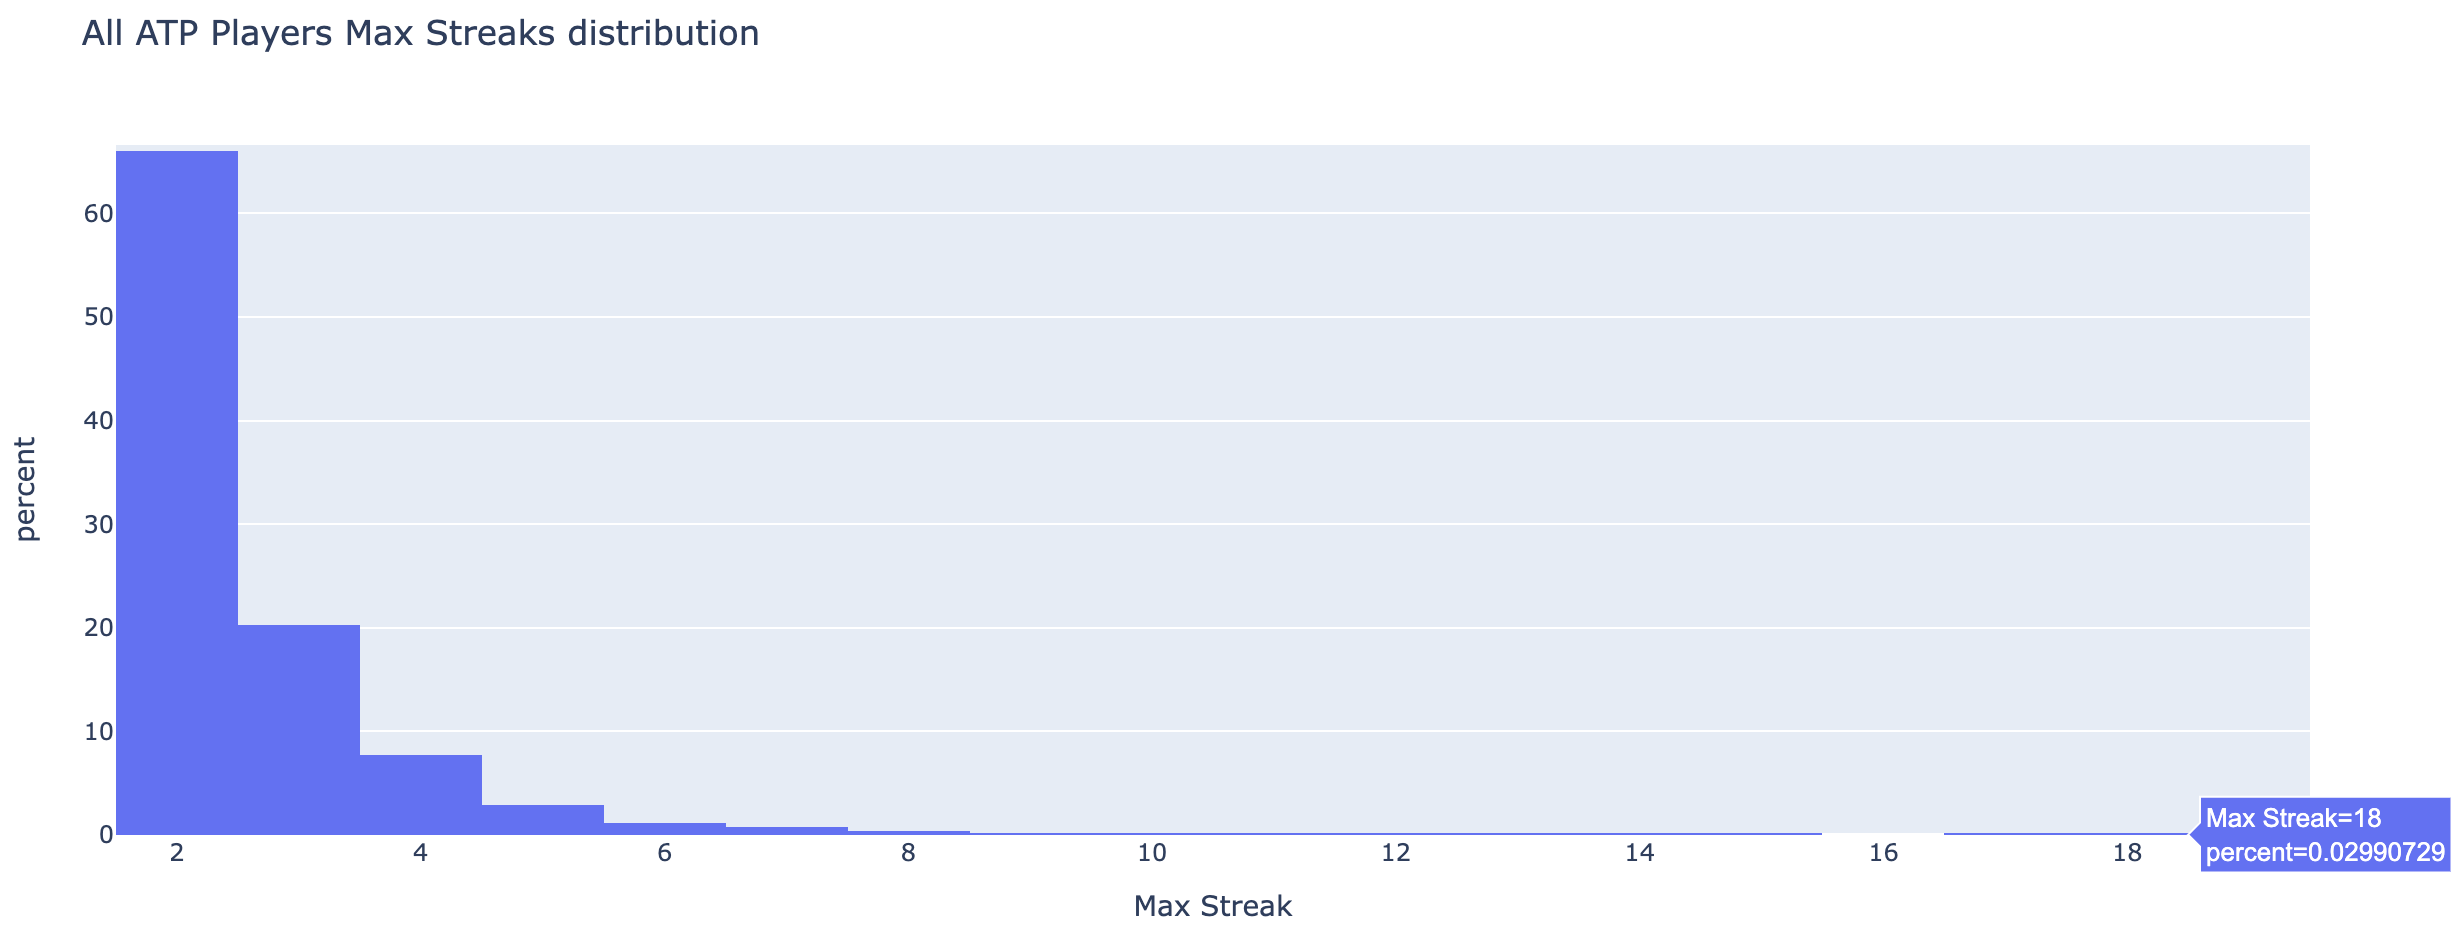 All ATP Players Max Streaks distribution
percent
60
50
40
30
20
10
0
2 4 6 8 10 12 14 16 18
Max Streak=18
percent=0.02990729
Max Streak